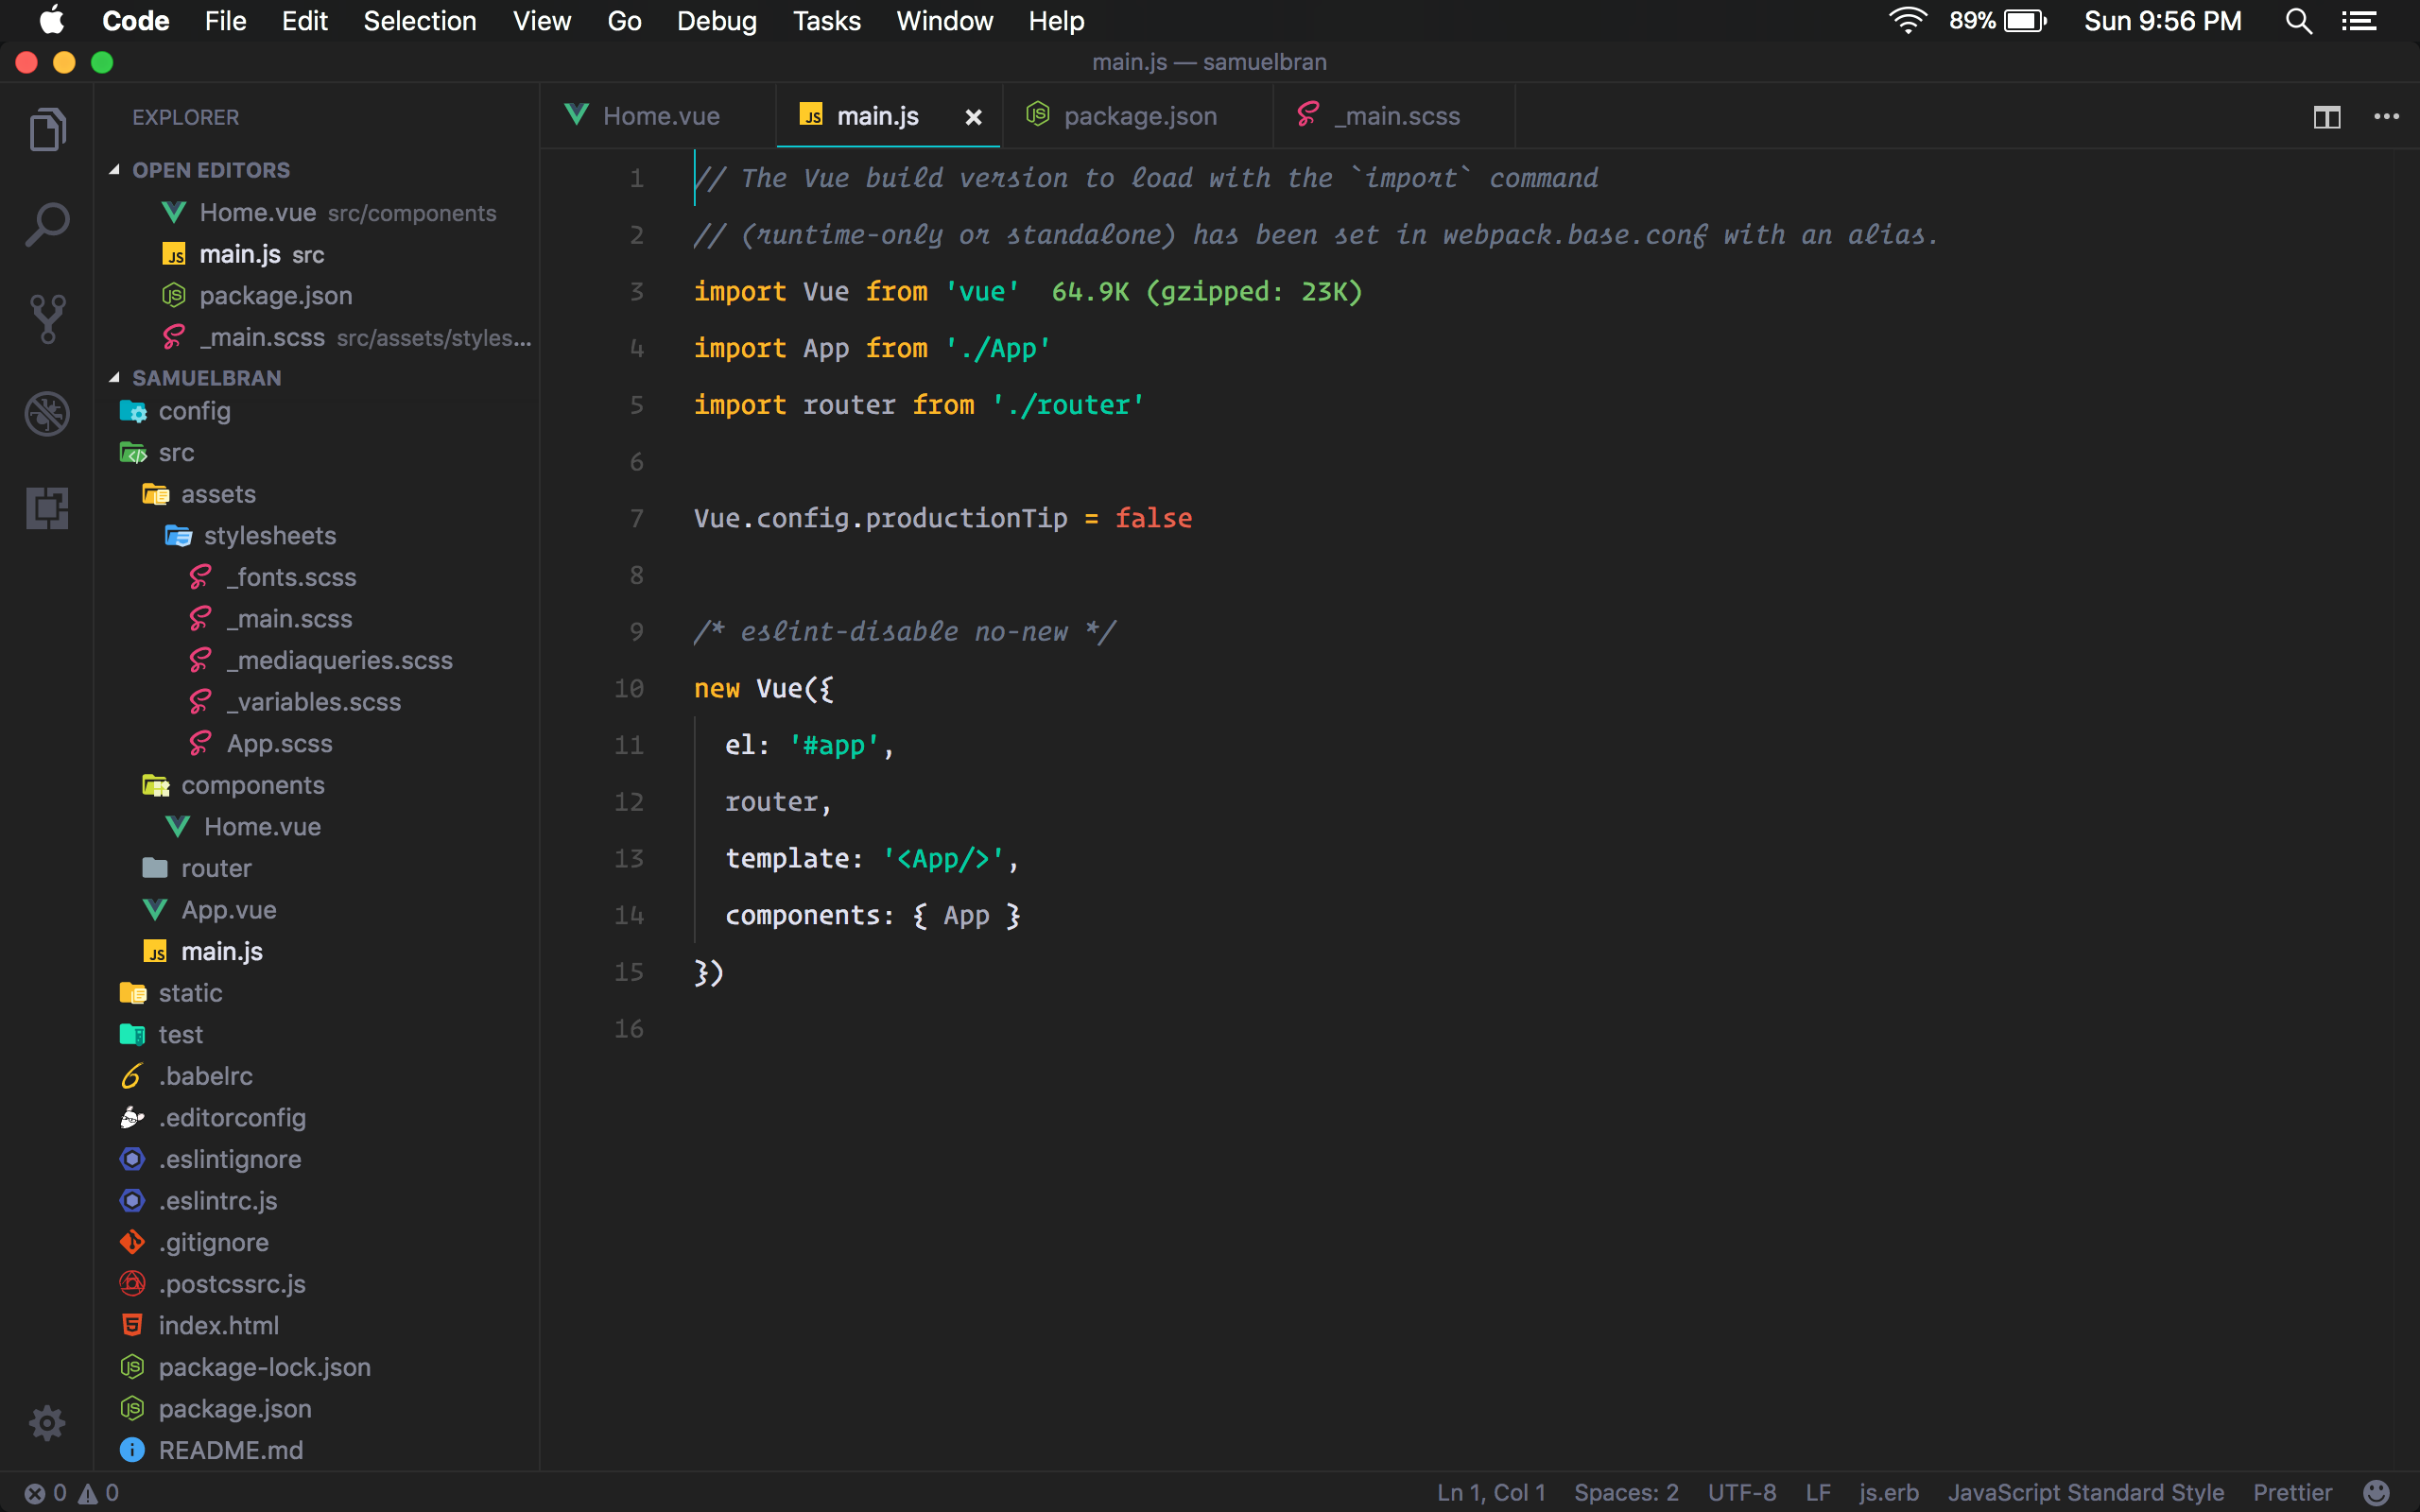 Code File Edit Selection View Go Debug Tasks Window Help 89% Sun 9:56 PM
main.js — samuelbran
EXPLORER
OPEN EDITORS
Home.vue src/components
main.js src
package.json
_main.scss src/assets/styles...
SAMUELBRAN
config
src
assets
stylesheets
_fonts.scss
_main.scss
_mediaqueries.scss
_variables.scss
App.scss
components
Home.vue
router
App.vue
main.js
static
test
.babelrc
.editorconfig
.eslintignore
.eslintrc.js
.gitignore
.postcssrc.js
index.html
package-lock.json
package.json
README.md
Home.vue main.js package.json _main.scss
1 // The Vue build version to load with the `import` command
2 // (runtime-only or standalone) has been set in webpack.base.conf with an alias.
3 import Vue from 'vue' 64.9K (gzipped: 23K)
4 import App from './App'
5 import router from './router'
6
7 Vue.config.productionTip = false
8
9 /* eslint-disable no-new */
10 new Vue({
11 el: '#app',
12 router,
13 template: '<App/>',
14 components: { App }
15 })
16
0 0 Ln 1, Col 1 Spaces: 2 UTF-8 LF js.erb JavaScript Standard Style Prettier